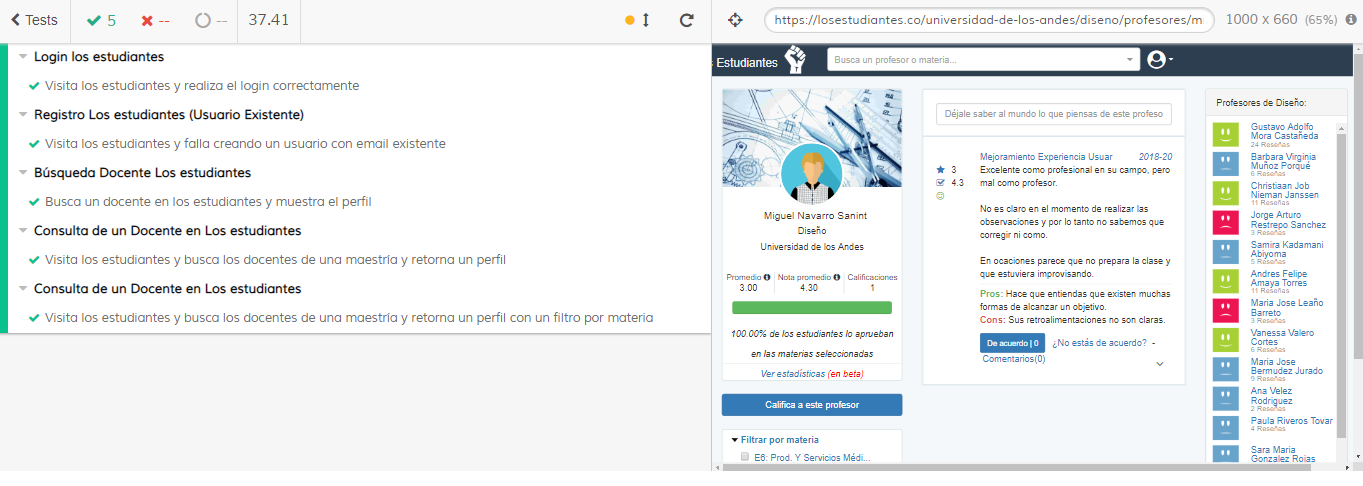 Tests
5
--
--
37.41
https://losestudiantes.co/universidad-de-los-andes/diseno/profesores/m
1000 x 660 (65%)
Login los estudiantes
Visita los estudiantes y realiza el login correctamente
Registro Los estudiantes (Usuario Existente)
Visita los estudiantes y falla creando un usuario con email existente
Búsqueda Docente Los estudiantes
Busca un docente en los estudiantes y muestra el perfil
Consulta de un Docente en Los estudiantes
Visita los estudiantes y busca los docentes de una maestría y retorna un perfil
Consulta de un Docente en Los estudiantes
Visita los estudiantes y busca los docentes de una maestría y retorna un perfil con un filtro por materia
s Estudiantes
Busca un profesor o materia...
Miguel Navarro Sanint
Diseño
Universidad de los Andes
Promedio
3.00
Nota promedio
4.30
Calificaciones
1
100.00% de los estudiantes lo aprueban
en las materias seleccionadas
Ver estadísticas (en beta)
Califica a este profesor
Filtrar por materia
E6: Prod. Y Servicios Médi...
Déjale saber al mundo lo que piensas de este profeso
3
4.3
Mejoramiento Experiencia Usuar 2018-20
Excelente como profesional en su campo, pero
mal como profesor.
No es claro en el momento de realizar las
observaciones y por lo tanto no sabemos que
corregir ni como.
En ocaciones parece que no prepara la clase y
que estuviera improvisando.
Pros: Hace que entiendas que existen muchas
formas de alcanzar un objetivo.
Cons: Sus retroalimentaciones no son claras.
De acuerdo | 0 ¿No estás de acuerdo? -
Comentarios(0)
Profesores de Diseño:
Gustavo Adolfo
Mora Castañeda
24 Reseñas
Barbara Virginia
Muñoz Porqué
6 Reseñas
Christiaan Job
Nieman Janssen
11 Reseñas
Jorge Arturo
Restrepo Sanchez
3 Reseñas
Samira Kadamani
Abiyoma
5 Reseñas
Andres Felipe
Amaya Torres
11 Reseñas
Maria Jose Leaño
Barreto
3 Reseñas
Vanessa Valero
Cortes
6 Reseñas
Maria Jose
Bermudez Jurado
9 Reseñas
Ana Velez
Rodriguez
2 Reseñas
Paula Riveros Tovar
4 Reseñas
Sara Maria
Gonzalez Rojas